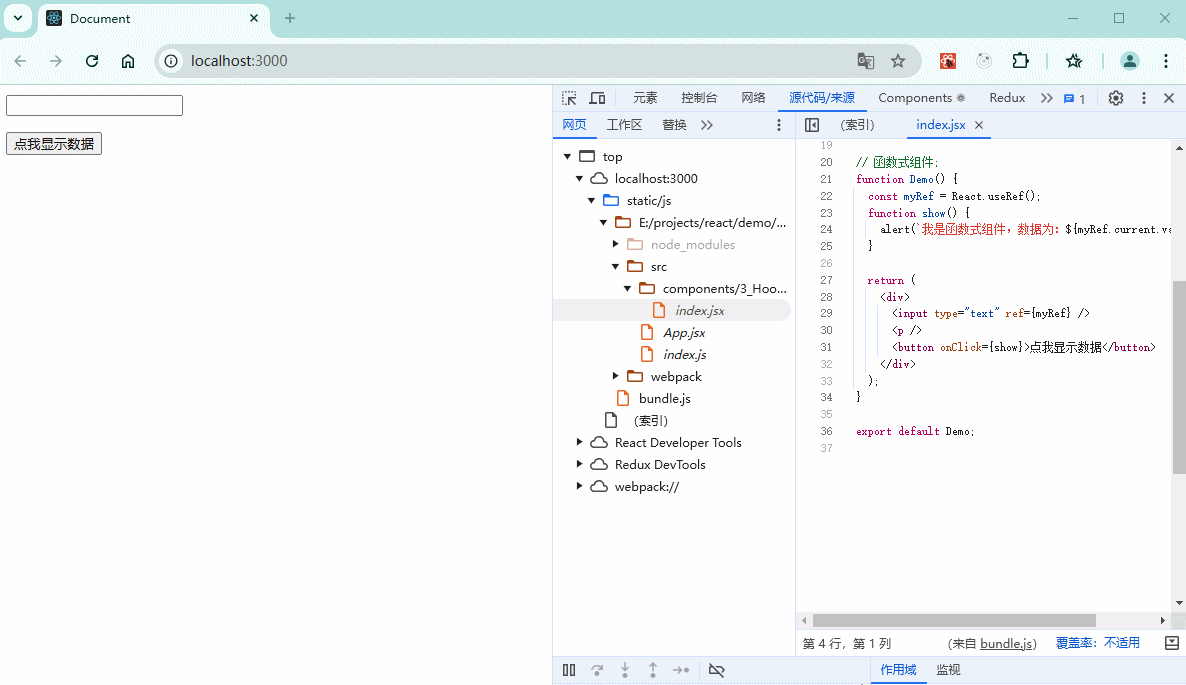 Document
localhost:3000
点我显示数据
元素 控制台 网络 源代码/来源 Components Redux 1
网页 工作区 替换
(索引) index.jsx
top
localhost:3000
static/js
E:/projects/react/demo/...
node_modules
src
components/3_Hoo...
index.jsx
App.jsx
index.js
webpack
bundle.js
(索引)
React Developer Tools
Redux DevTools
webpack://
19
20 // 函数式组件;
21 function Demo() {
22 const myRef = React.useRef();
23 function show() {
24 alert(`我是函数式组件，数据为: ${myRef.current.va
25 }
26
27 return (
28 <div>
29 <input type="text" ref={myRef} />
30 <p />
31 <button onClick={show}>点我显示数据</button>
32 </div>
33 );
34 }
35
36 export default Demo;
37
第 4 行，第 1 列 (来自 bundle.js) 覆盖率：不适用
作用域 监视